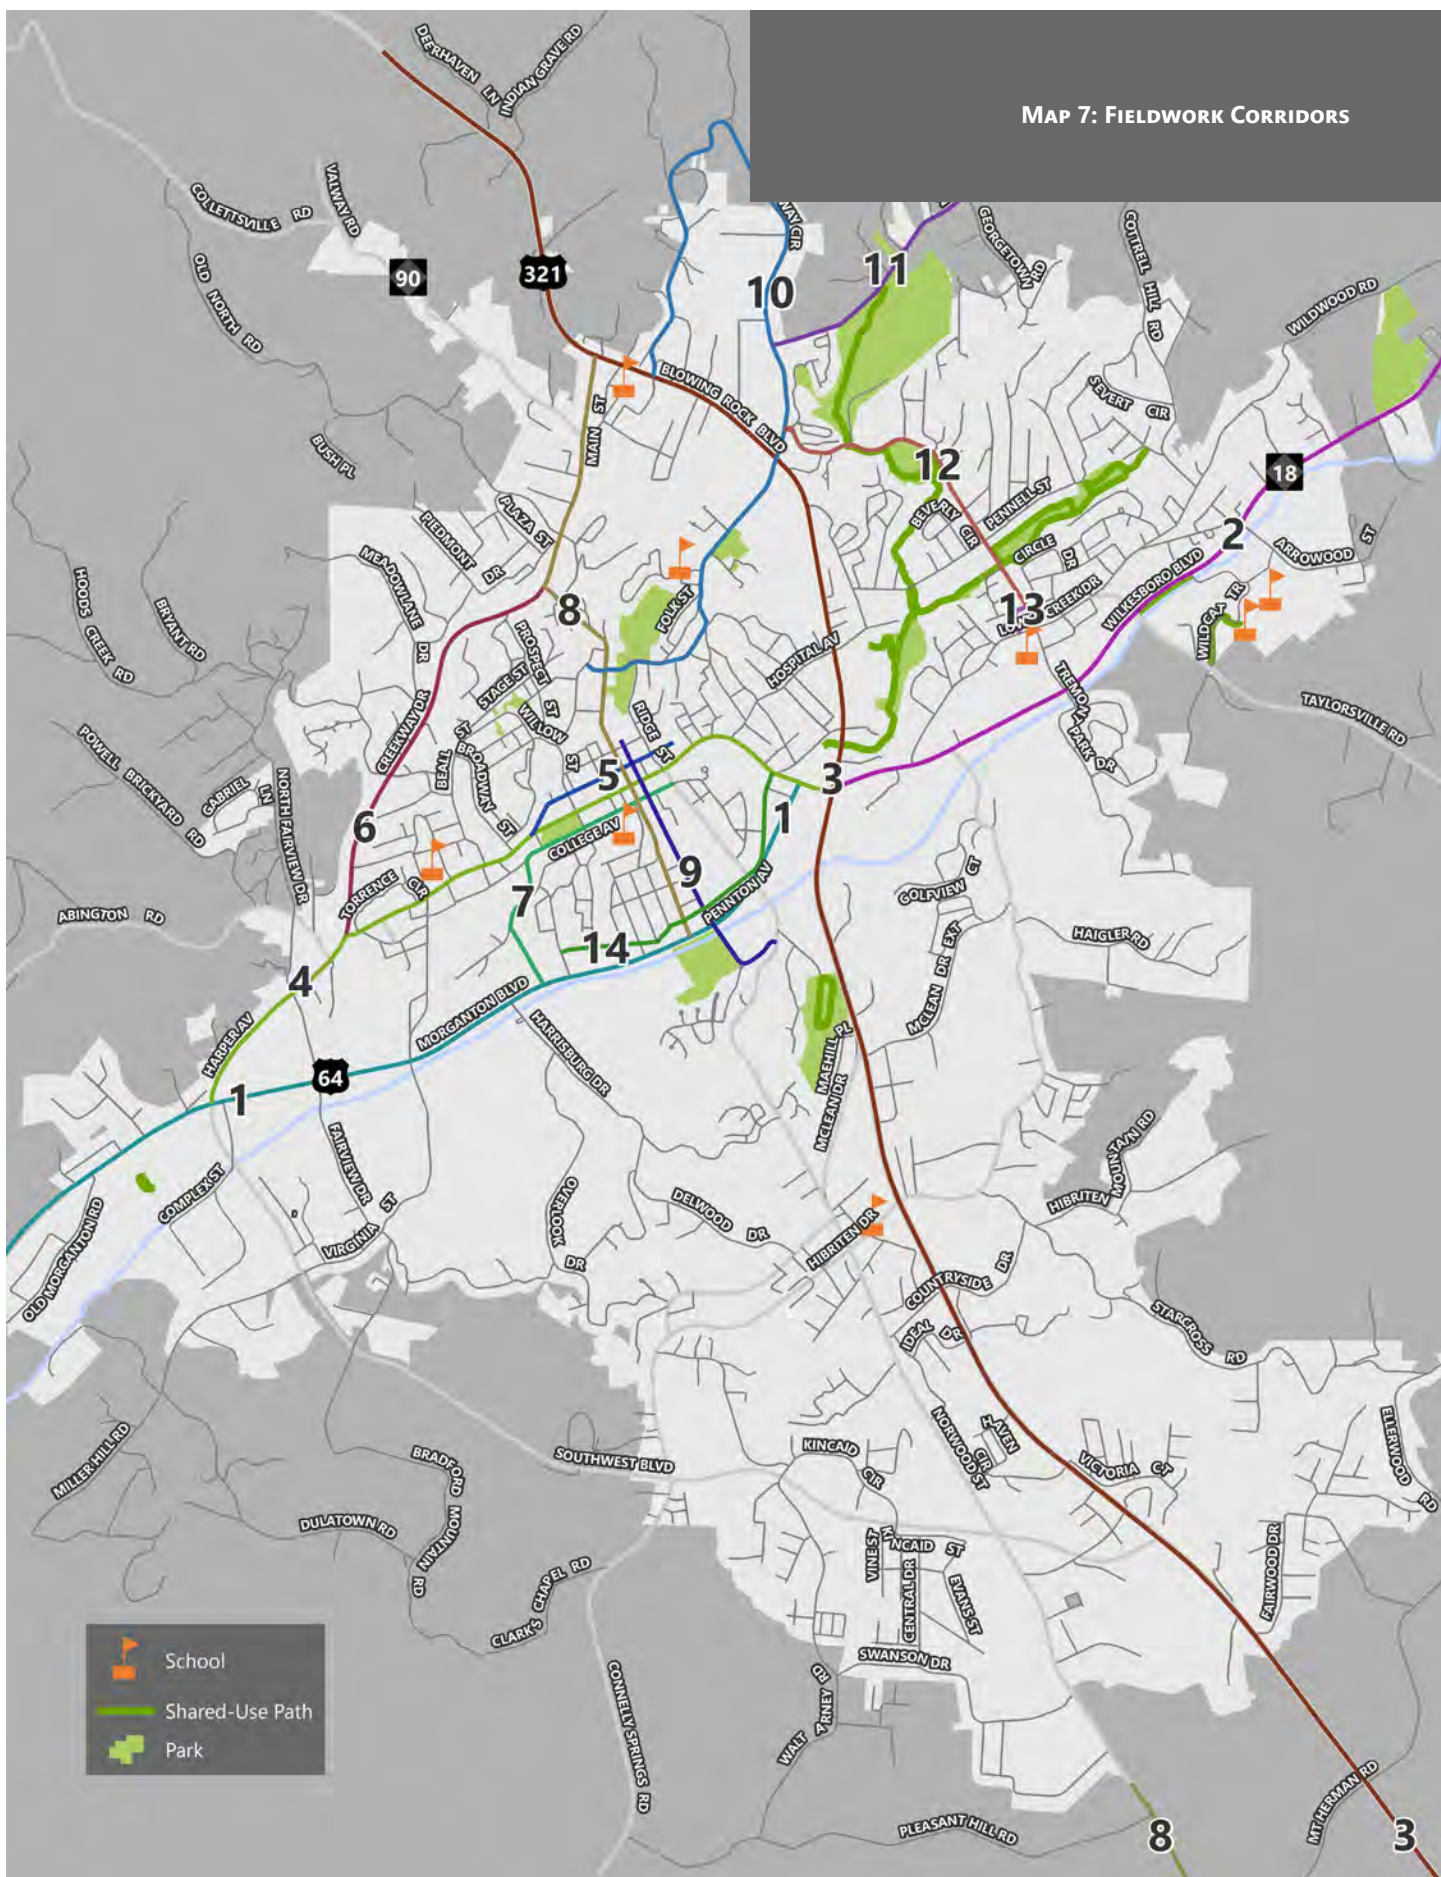 MAP 7: FIELDWORK CORRIDORS
DEERHAVEN LN
INDIAN GRAVE RD
COLLETTSVILLE RD
VALWAY RD
OLD NORTH RD
90
321
10
11
WAY CIR
GEORGETOWN RD
COTTRELL HILL RD
WILDWOOD RD
BLOWING ROCK BLVD
MAIN ST
SEVERT CIR
BUSH PL
12
18
PLAZA ST
PIEDMONT DR
BEVERLY CIR
PENNELL ST
CIRCLE DR
2
ARROWOOD ST
MEADOWLANE DR
HOODS CREEK RD
BRYANT RD
8
FOLK ST
13
CREEK DR
WILKESBORO BLVD
WILDCAT TR
PROSPECT ST
STAGE ST
HOSPITAL AV
TREMONT PARK DR
TAYLORSVILLE RD
WILLOW ST
RIDGE ST
CREEKWAY DR
BEALL ST
BROADWAY ST
POWELL BRICKYARD RD
GABRIEL LN
NORTH FAIRVIEW DR
5
3
6
1
COLLEGE AV
9
7
PENNTON AV
TORRENCE CIR
GOLFVIEW CT
ABINGTON RD
HAIGLER RD
14
4
MCLEAN DR EXT
MORGANTON BLVD
HARRISBURG DR
HARPER AV
MAEHILL PL
64
1
MCLEAN DR
FAIRVIEW DR
HIBRITEN MOUNTAIN RD
COMPLEX ST
OLD MORGANTON RD
VIRGINIA ST
OVERLOOK DR
DELWOOD DR
HIBRITEN DR
COUNTRYSIDE DR
IDEAL DR
STARCROSS RD
ELLERWOOD RD
MILLER HILL RD
BRADFORD MOUNTAIN RD
SOUTHWEST BLVD
KINCAID CIR
NORWOOD ST
HAVEN CIR
VICTORIA CT
DULATOWN RD
VINE ST
KINCAID ST
CENTRAL DR
EVANS ST
FAIRWOOD DR
CLARK'S CHAPEL RD
SWANSON DR
School
Shared-Use Path
Park
CONNELLY SPRINGS RD
WALT ARNEY RD
PLEASANT HILL RD
MT HERMAN RD
8
3